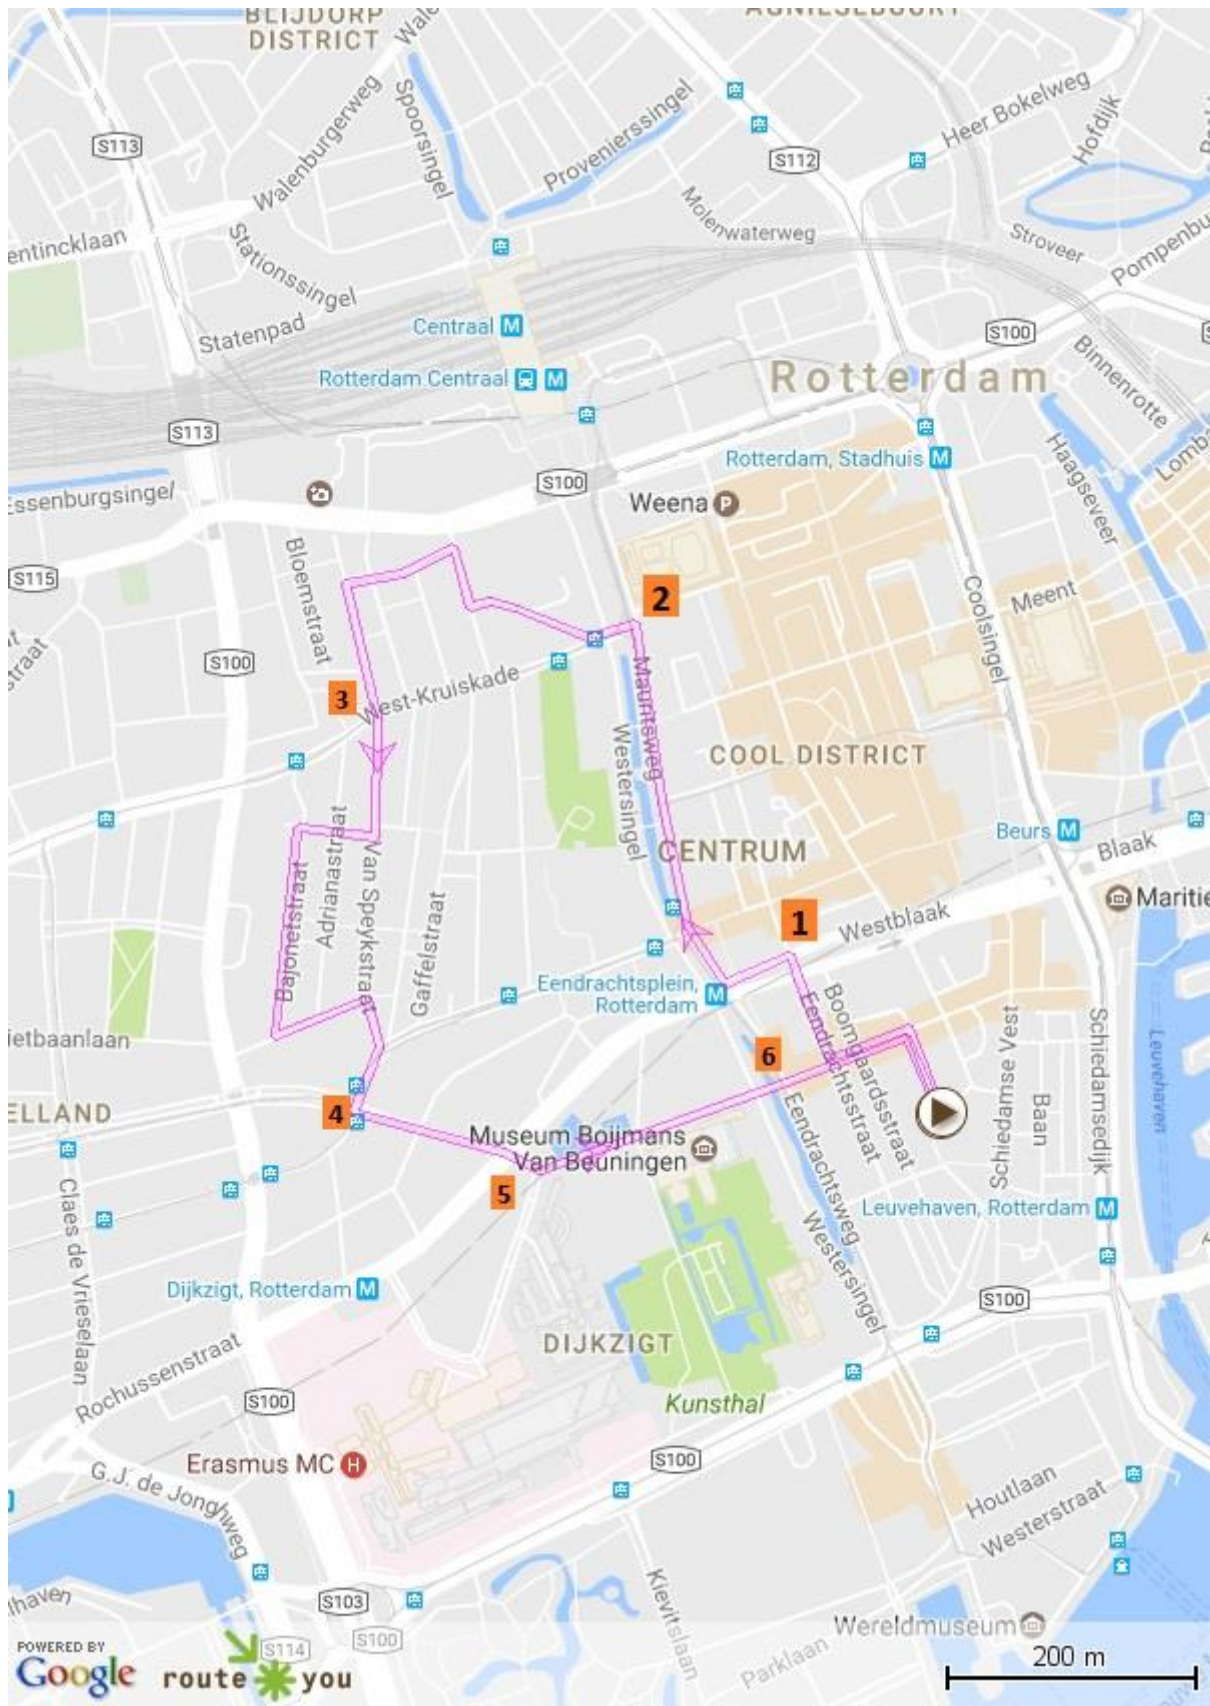 BLIJDORP
DISTRICT
S113
Walenburgerweg
Spoorsingel
Provenierssingel
S112
Heer Bokelweg
Hofdijk
Molenwaterweg
Stroveer
entincklaan
Stationssingel
Statenpad
Centraal M
Rotterdam Centraal M
S100
Rotterdam
Binnenrotte
S113
Rotterdam, Stadhuis M
Haagseveer
Essenburgsingel
S100
Weena P
S115
Bloemstraat
2
Coolsingel
Meent
straat
S100
3
West-Kruiskade
Mauritsweg
Westersingel
COOL DISTRICT
CENTRUM
Beurs M
Blaak
Adrianastraat
Van Speykstraat
Bajonetstraat
Gaffelstraat
1
Westblaak
Maritie
Eendrachtsplein,
Rotterdam M
ietbaanlaan
Boomgaardsstraat
Eendrachtsstraat
Schiedamse Vest
Baan
Schiedamsedijk
Leuvehaven
6
ELLAND
4
Museum Boijmans
Van Beuningen
5
Eendrachtsweg
Claes de Vrieselaan
Leuvehaven, Rotterdam M
Westersingel
Dijkzigt, Rotterdam M
S100
DIJKZIGT
Rochussenstraat
S100
Kunsthal
Erasmus MC H
S100
G.J. de Jonghweg
Houtlaan
Westerstraat
Kievitslaan
lhaven
S103
S100
S114
Wereldmuseum
Parklaan
POWERED BY
Google
route you
200 m